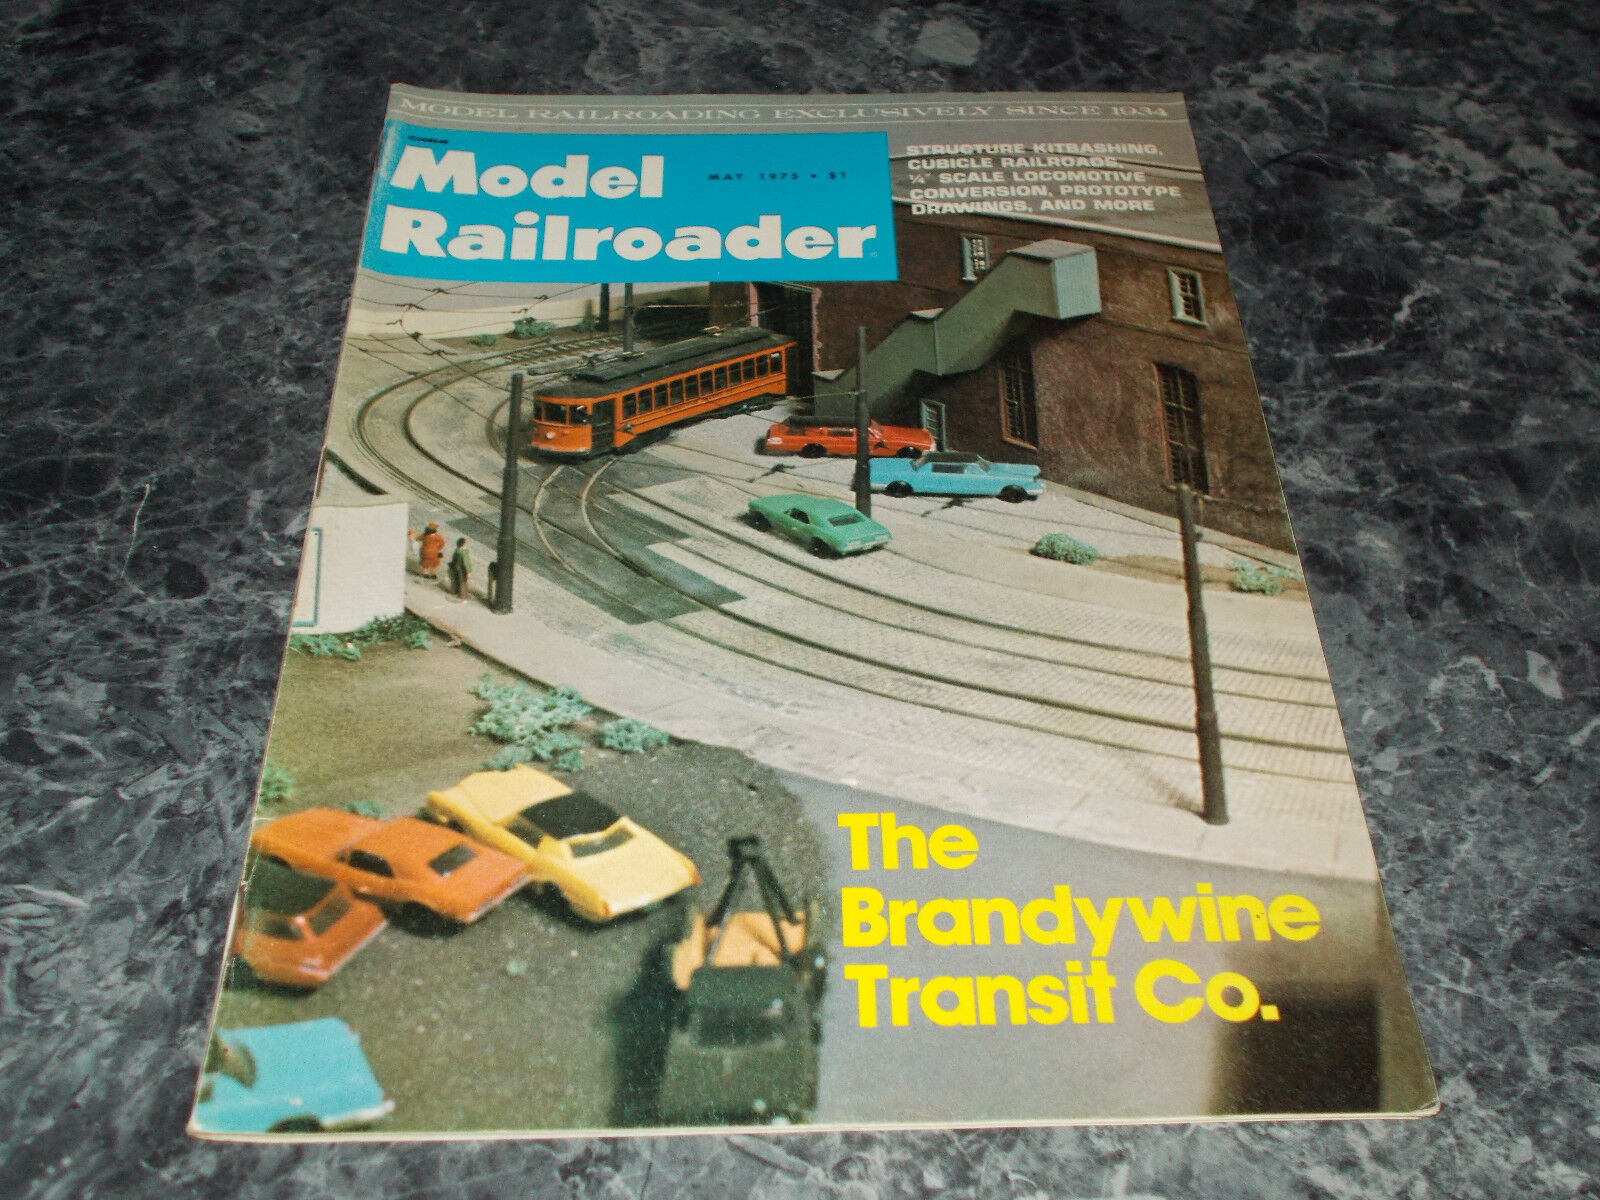 MODEL RAILROADING EXCLUSIVELY SINCE 1934
Model
Railroader
MAY 1975 • $1
STRUCTURE KITBASHING,
CUBICLE RAILROADS,
¼" SCALE LOCOMOTIVE
CONVERSION, PROTOTYPE
DRAWINGS, AND MORE
The
Brandywine
Transit Co.